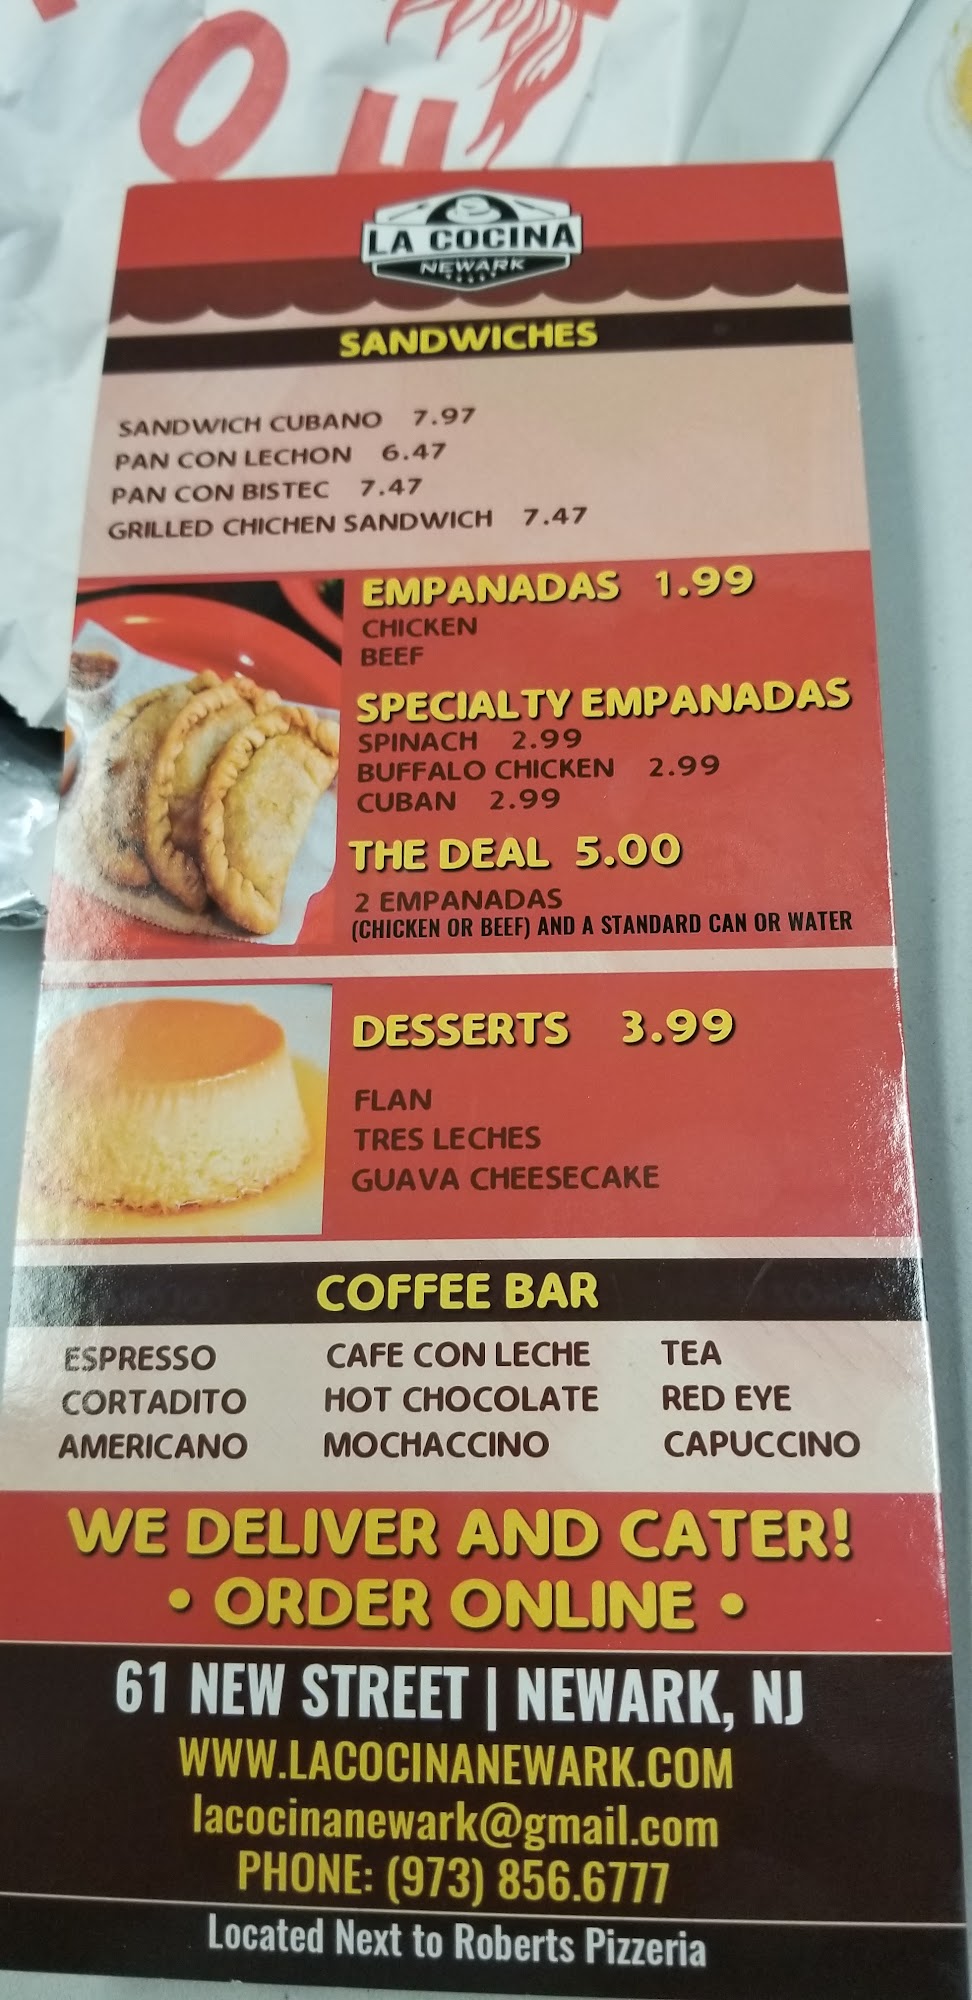 OU
LA COCINA
NEWARK
SANDWICHES
SANDWICH CUBANO 7.97
PAN CON LECHON 6.47
PAN CON BISTEC 7.47
GRILLED CHICHEN SANDWICH 7.47
EMPANADAS 1.99
CHICKEN
BEEF
SPECIALTY EMPANADAS
SPINACH 2.99
BUFFALO CHICKEN 2.99
CUBAN 2.99
THE DEAL 5.00
2 EMPANADAS
(CHICKEN OR BEEF) AND A STANDARD CAN OR WATER
DESSERTS 3.99
FLAN
TRES LECHES
GUAVA CHEESECAKE
COFFEE BAR
ESPRESSO CAFE CON LECHE TEA
CORTADITO HOT CHOCOLATE RED EYE
AMERICANO MOCHACCINO CAPUCCINO
WE DELIVER AND CATER!
• ORDER ONLINE •
61 NEW STREET | NEWARK, NJ
WWW.LACOCINANEWARK.COM
lacocinanewark@gmail.com
PHONE: (973) 856.6777
Located Next to Roberts Pizzeria